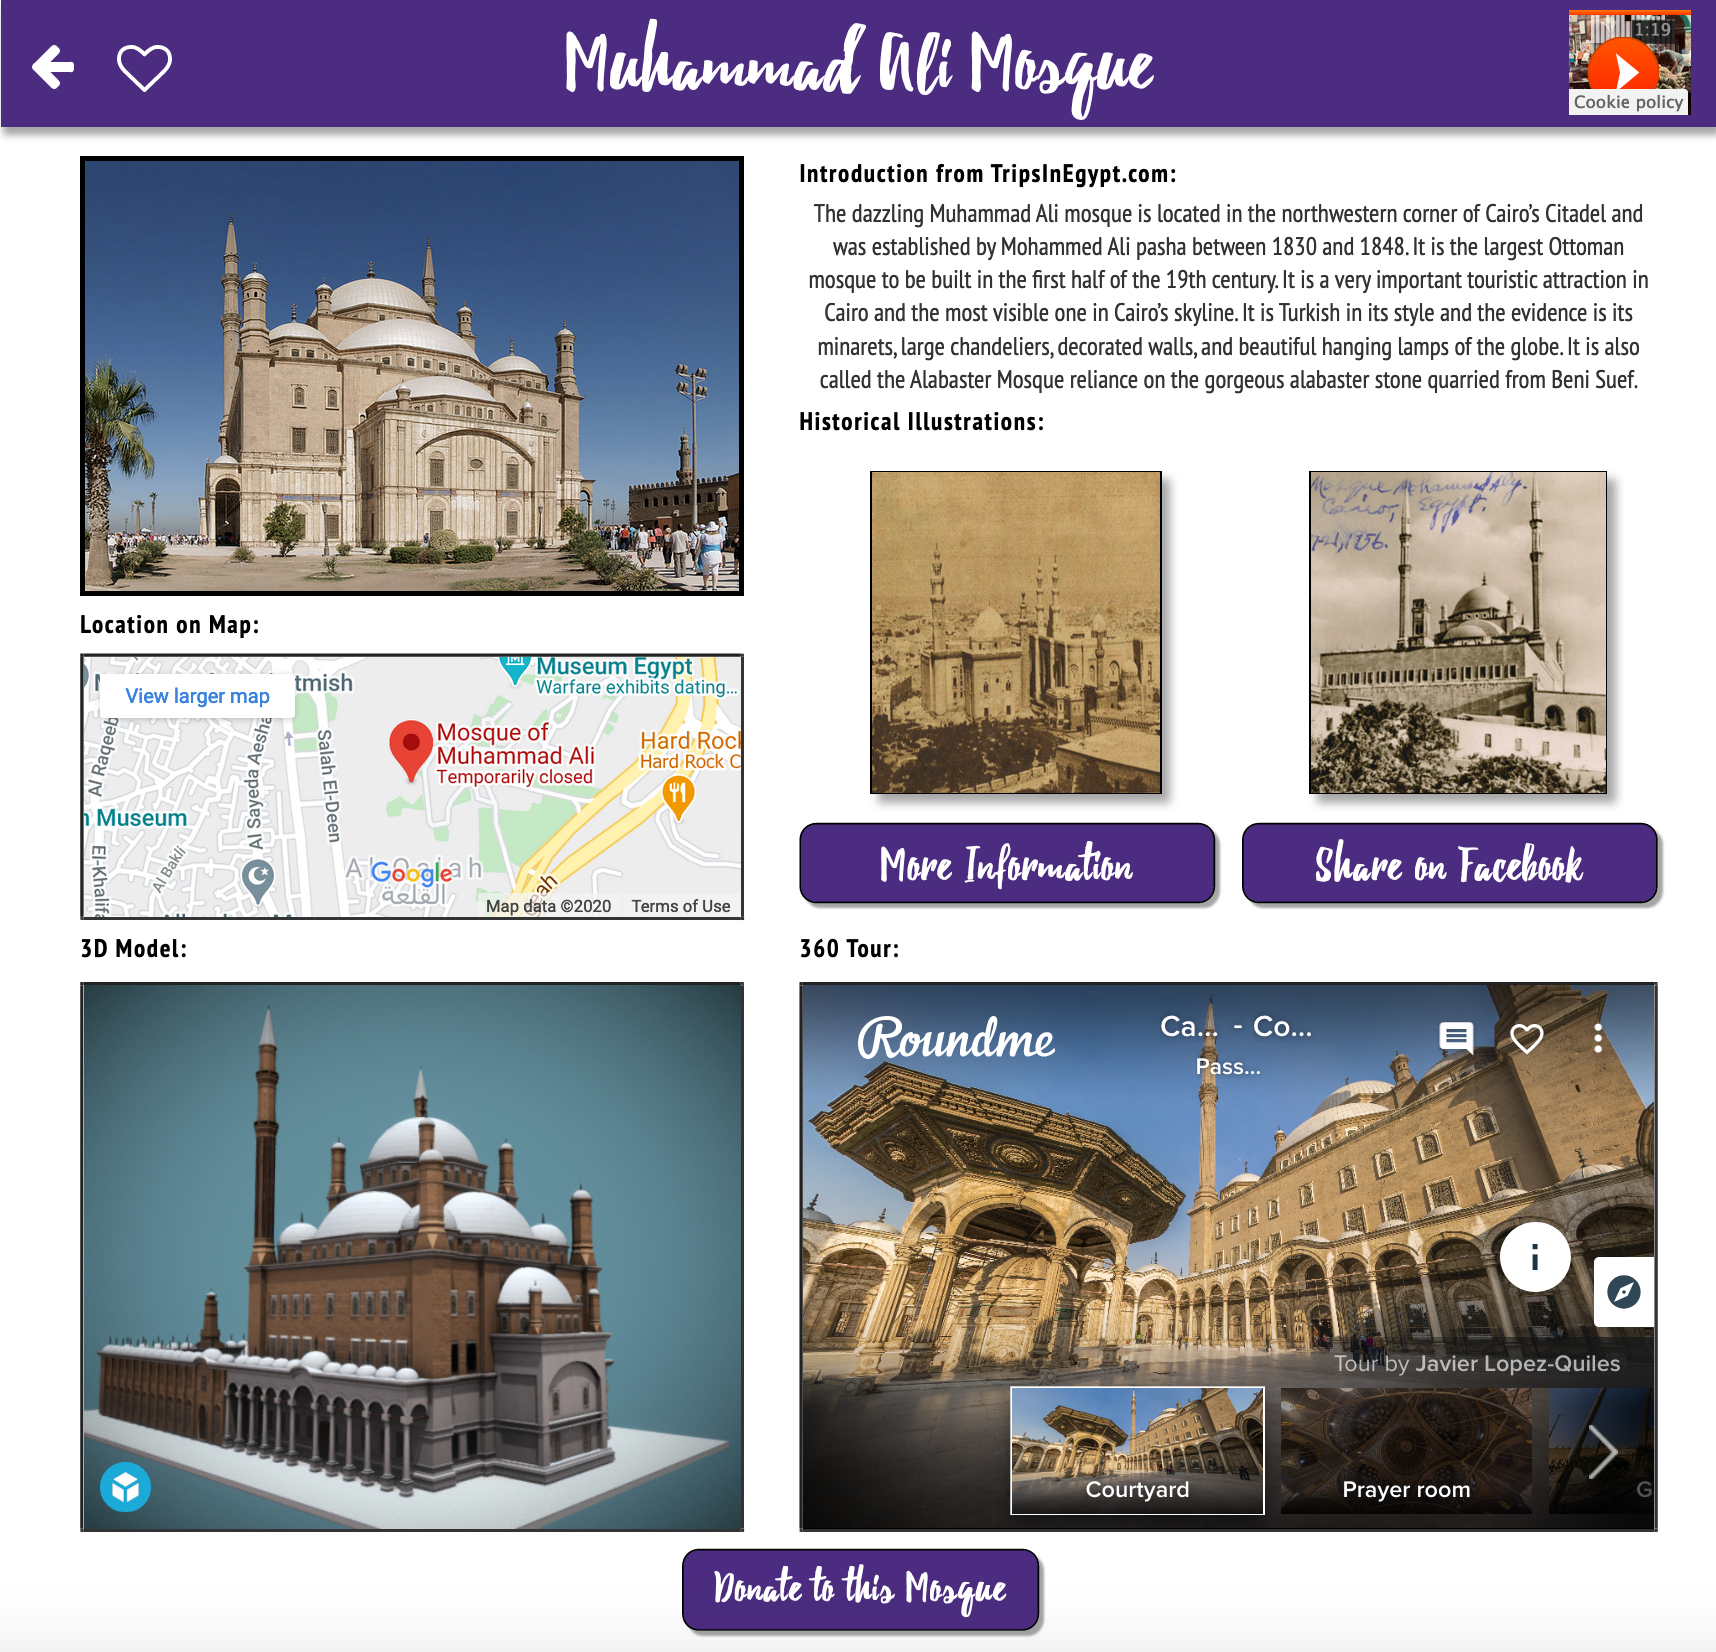 Muhammad Ali Mosque
1:19
Cookie policy
Introduction from TripsInEgypt.com:
The dazzling Muhammad Ali mosque is located in the northwestern corner of Cairo's Citadel and
was established by Mohammed Ali pasha between 1830 and 1848. It is the largest Ottoman
mosque to be built in the first half of the 19th century. It is a very important touristic attraction in
Cairo and the most visible one in Cairo's skyline. It is Turkish in its style and the evidence is its
minarets, large chandeliers, decorated walls, and beautiful hanging lamps of the globe. It is also
called the Alabaster Mosque reliance on the gorgeous alabaster stone quarried from Beni Suef.
Historical Illustrations:
Mosque Mohammed Aly.
Cairo, Egypt.
1956.
More Information
Share on Facebook
Location on Map:
View larger map
tmish
Museum Egypt
Warfare exhibits dating...
Mosque of
Muhammad Ali
Temporarily closed
Hard Rock
Hard Rock C
Al Raqeeb
Al Sayeda Aesha
Salah El-Deen
n Museum
El-Khalifa
Al Bakli
Google
القلعة
Map data ©2020 Terms of Use
3D Model:
360 Tour:
Roundme
Ca... - Co...
Pass...
i
Tour by Javier Lopez-Quiles
Courtyard
Prayer room
G
Donate to this Mosque